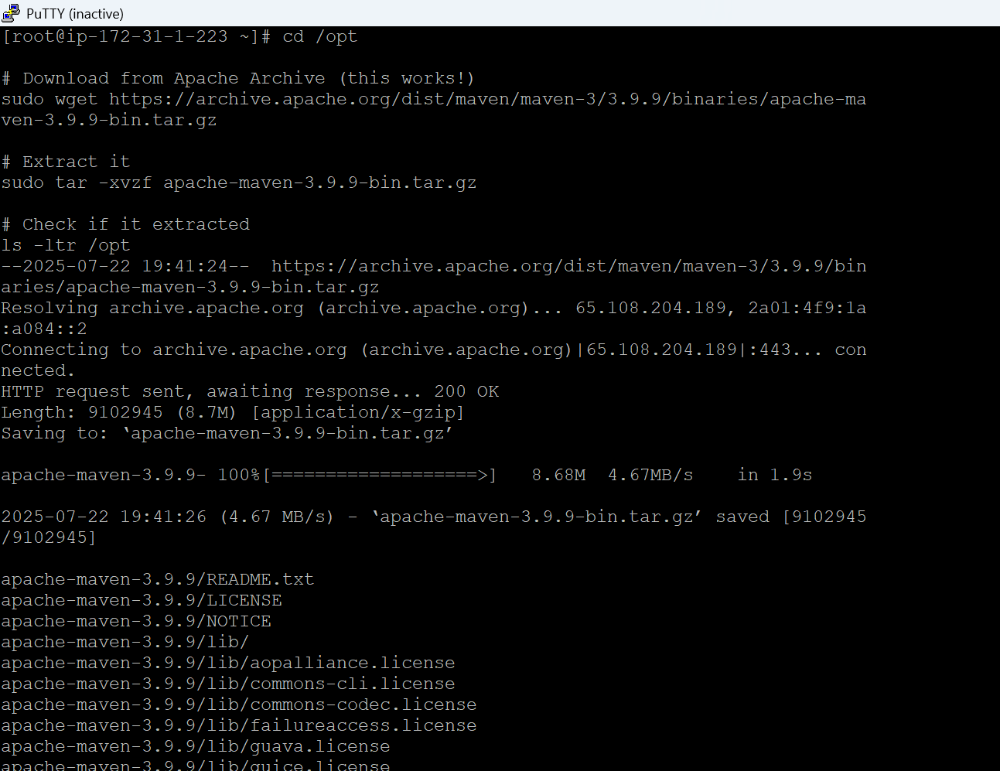 PuTTY (inactive)
[root@ip-172-31-1-223 ~]# cd /opt
# Download from Apache Archive (this works!)
sudo wget https://archive.apache.org/dist/maven/maven-3/3.9.9/binaries/apache-ma
ven-3.9.9-bin.tar.gz
# Extract it
sudo tar -xvzf apache-maven-3.9.9-bin.tar.gz
# Check if it extracted
ls -ltr /opt
--2025-07-22 19:41:24--  https://archive.apache.org/dist/maven/maven-3/3.9.9/bin
aries/apache-maven-3.9.9-bin.tar.gz
Resolving archive.apache.org (archive.apache.org)... 65.108.204.189, 2a01:4f9:1a
:a084::2
Connecting to archive.apache.org (archive.apache.org)|65.108.204.189|:443... con
nected.
HTTP request sent, awaiting response... 200 OK
Length: 9102945 (8.7M) [application/x-gzip]
Saving to: ‘apache-maven-3.9.9-bin.tar.gz’
apache-maven-3.9.9- 100%[===================>]   8.68M  4.67MB/s    in 1.9s
2025-07-22 19:41:26 (4.67 MB/s) - ‘apache-maven-3.9.9-bin.tar.gz’ saved [9102945
/9102945]
apache-maven-3.9.9/README.txt
apache-maven-3.9.9/LICENSE
apache-maven-3.9.9/NOTICE
apache-maven-3.9.9/lib/
apache-maven-3.9.9/lib/aopalliance.license
apache-maven-3.9.9/lib/commons-cli.license
apache-maven-3.9.9/lib/commons-codec.license
apache-maven-3.9.9/lib/failureaccess.license
apache-maven-3.9.9/lib/guava.license
apache-maven-3.9.9/lib/guice.license